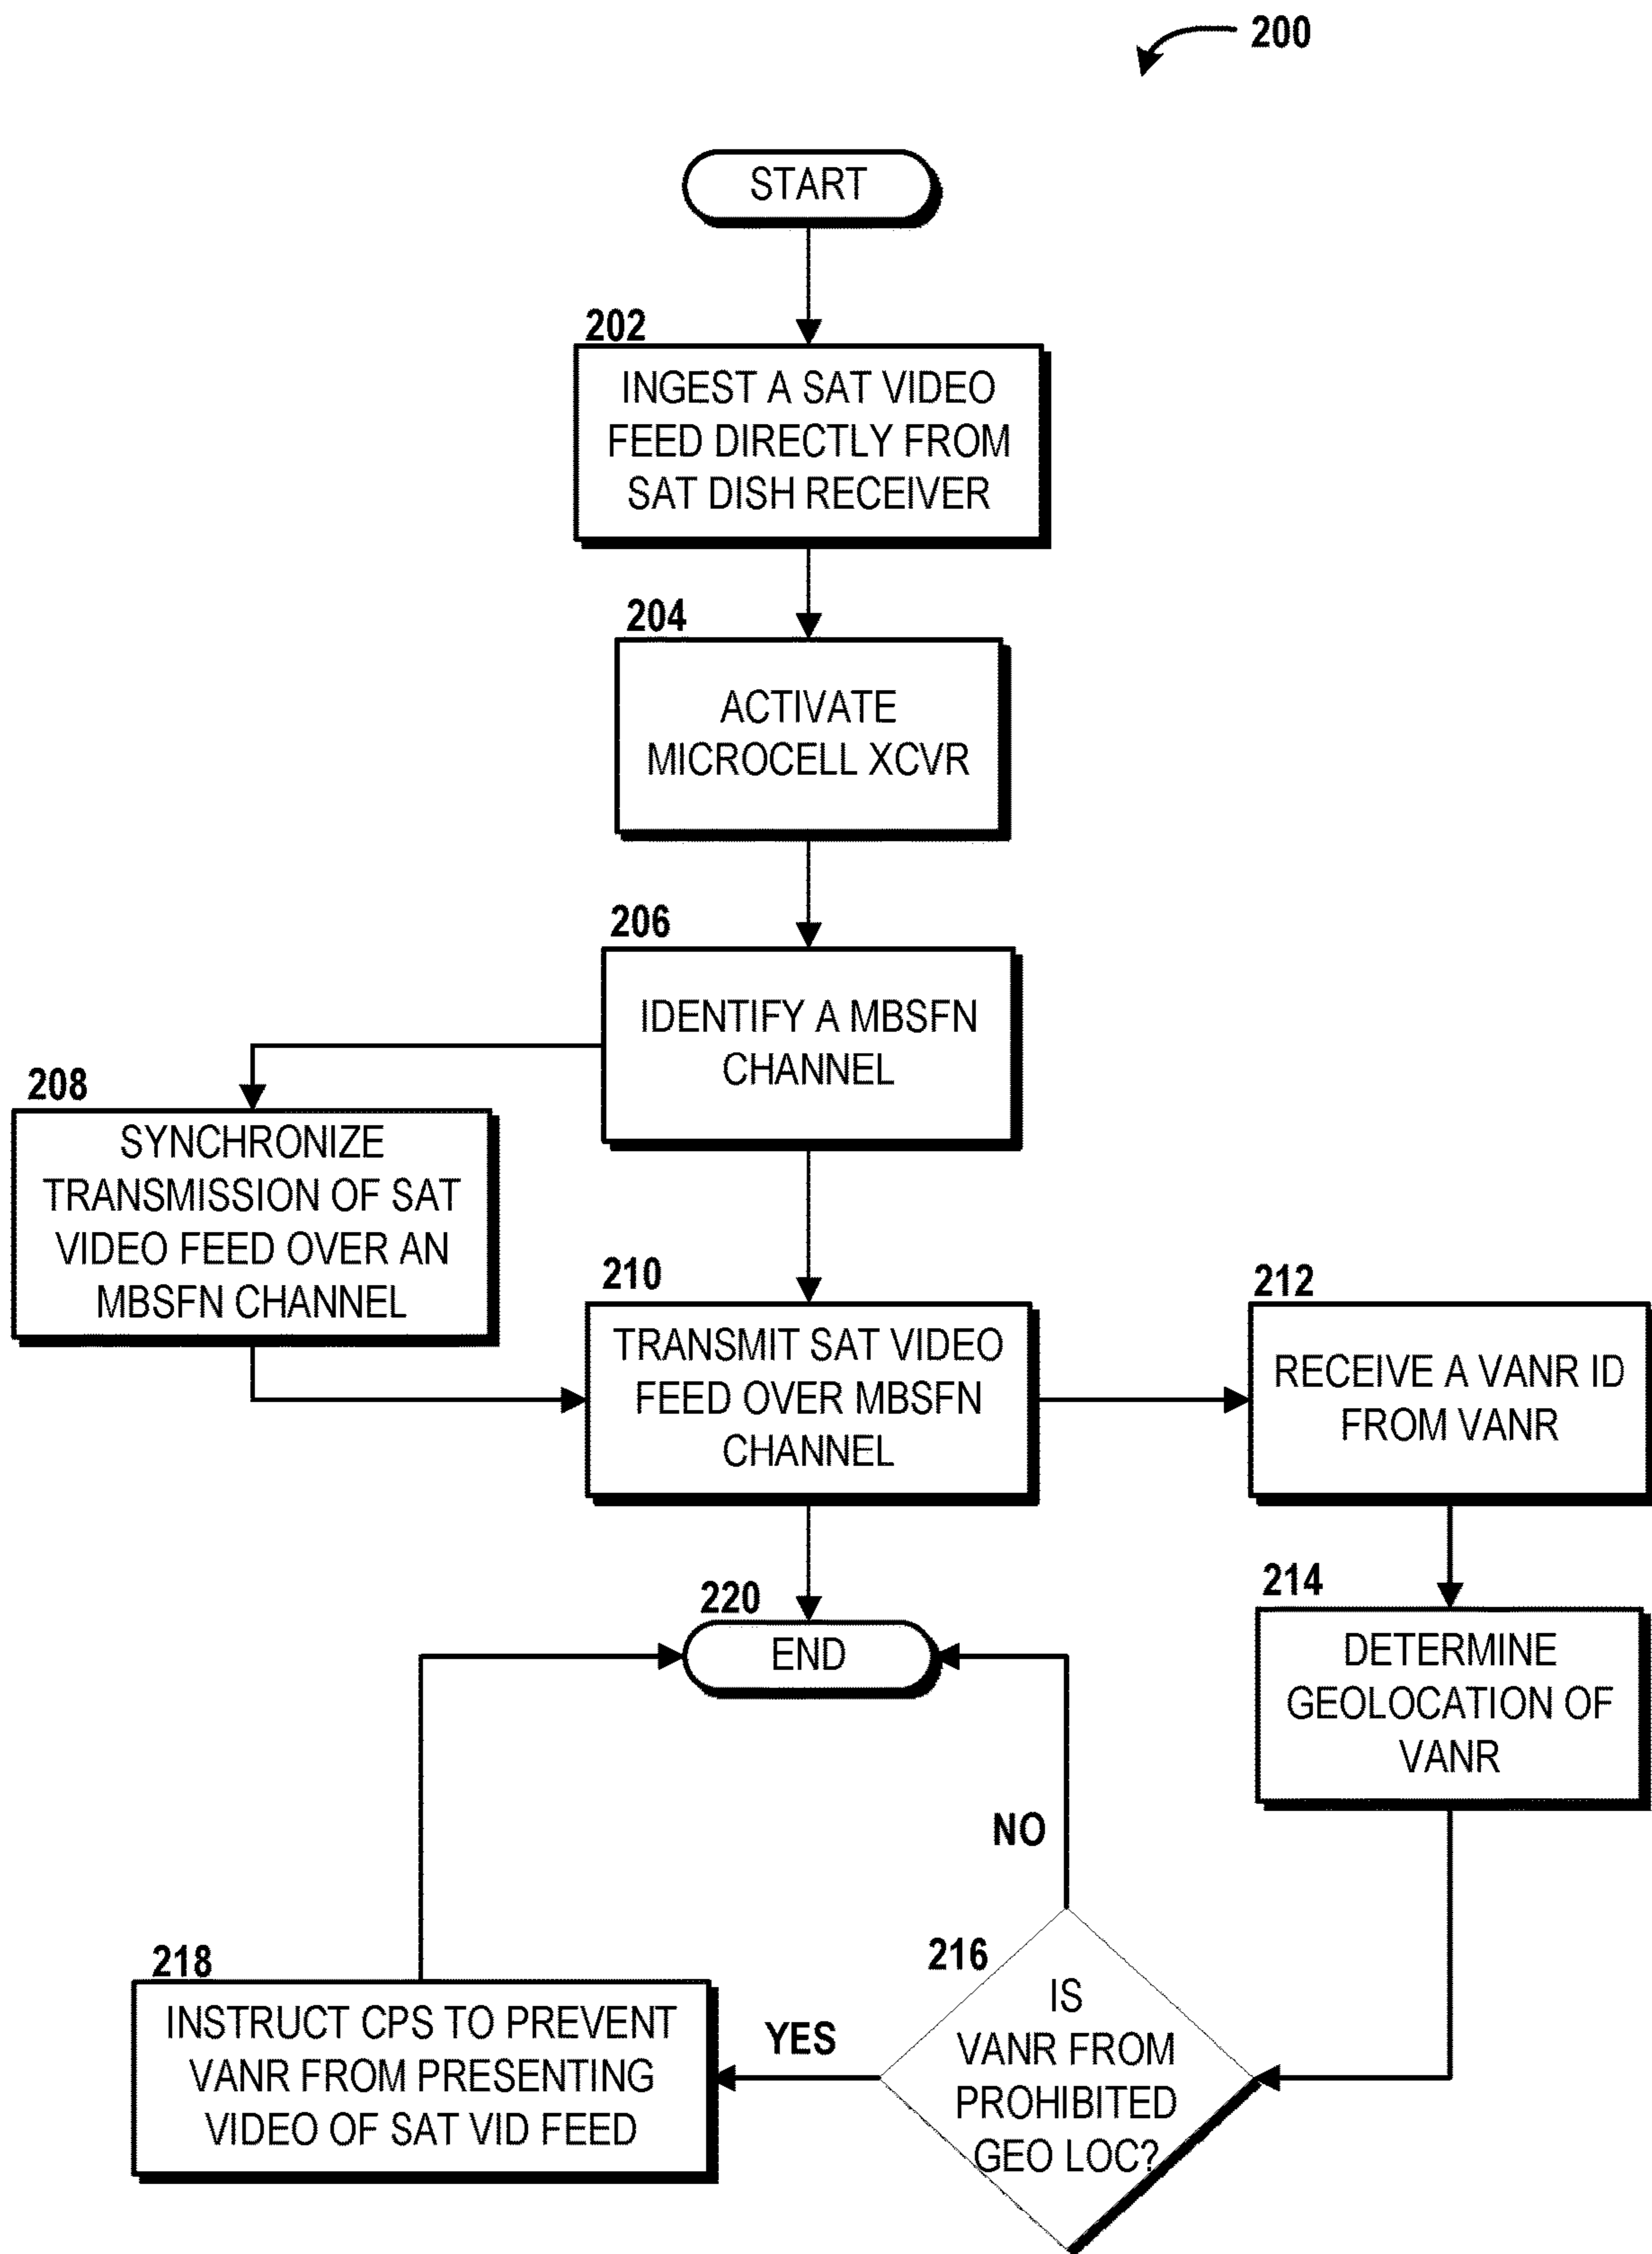 200
START
202
INGEST A SAT VIDEO
FEED DIRECTLY FROM
SAT DISH RECEIVER
204
ACTIVATE
MICROCELL XCVR
206
IDENTIFY A MBSFN
CHANNEL
208
SYNCHRONIZE
TRANSMISSION OF SAT
VIDEO FEED OVER AN
MBSFN CHANNEL
210
TRANSMIT SAT VIDEO
FEED OVER MBSFN
CHANNEL
212
RECEIVE A VANR ID
FROM VANR
214
DETERMINE
GEOLOCATION OF
VANR
220
END
NO
216
IS
VANR FROM
PROHIBITED
GEO LOC?
YES
218
INSTRUCT CPS TO PREVENT
VANR FROM PRESENTING
VIDEO OF SAT VID FEED